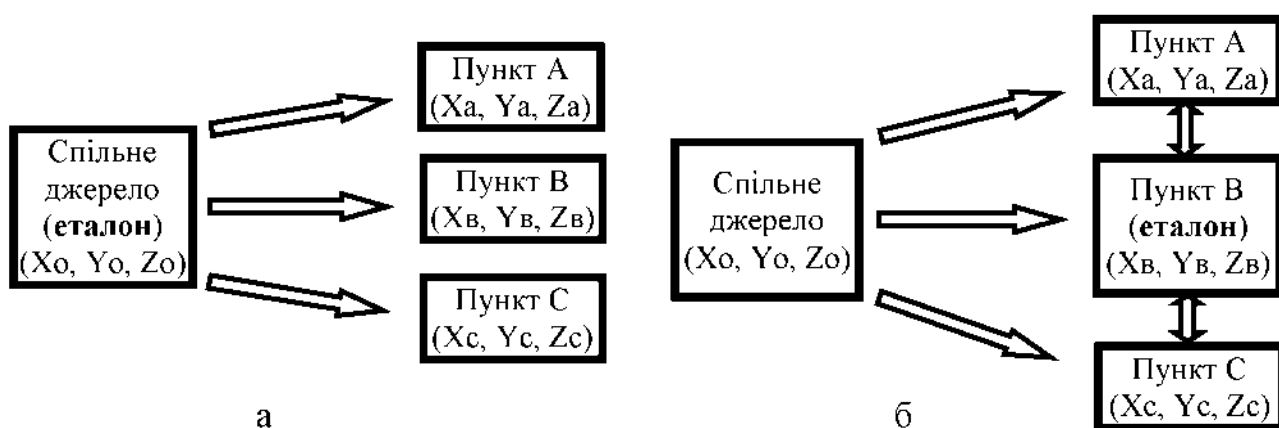 Спільне
джерело
(еталон)
(Xo, Yo, Zo)
Пункт А
(Xa, Ya, Za)
Пункт В
(Xв, Yв, Zв)
Пункт С
(Xc, Yc, Zc)
а
Спільне
джерело
(Xo, Yo, Zo)
Пункт А
(Xa, Ya, Za)
Пункт В
(еталон)
(Xв, Yв, Zв)
Пункт С
(Xc, Yc, Zc)
б